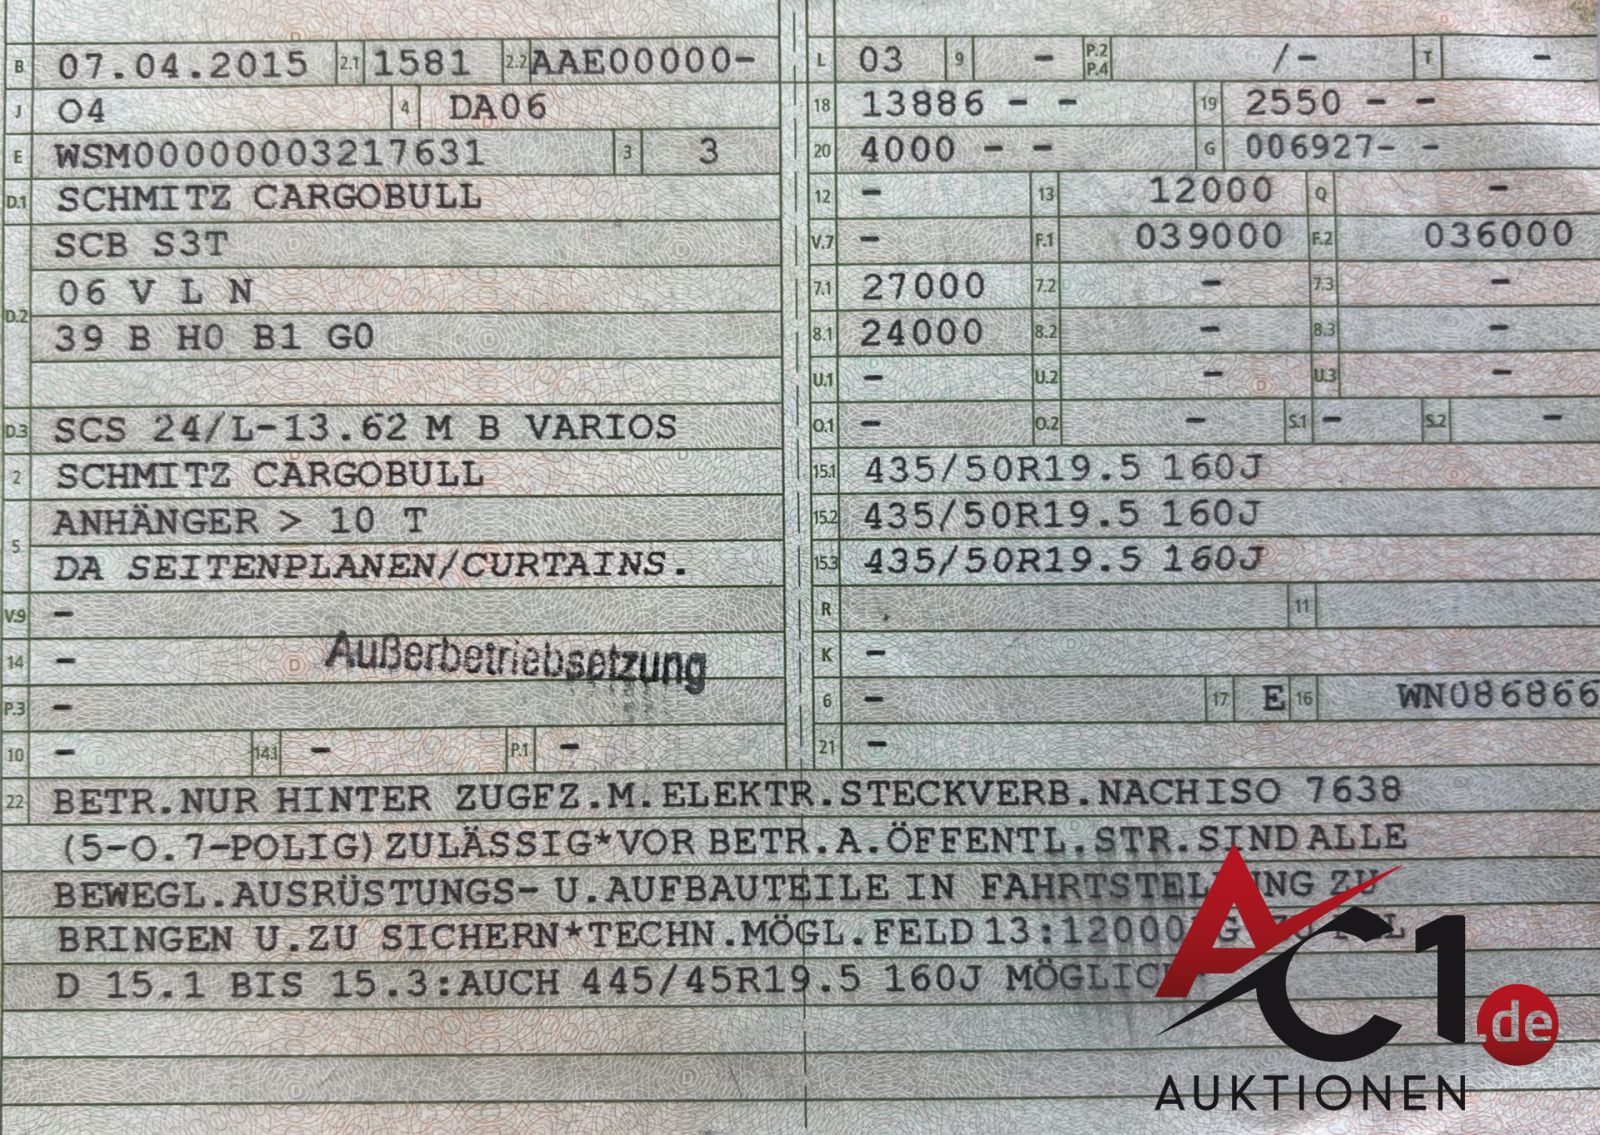 B 07.04.2015 2.1 1581 2.2 AAE00000-
J 04 4 DA06
E WSM00000003217631 3 3
D.1 SCHMITZ CARGOBULL
SCB S3T
D.2 06 V L N
39 B H0 B1 G0
D.3 SCS 24/L-13.62 M B VARIOS
2 SCHMITZ CARGOBULL
5 ANHÄNGER > 10 T
DA SEITENPLANEN/CURTAINS.
V.9 -
14 - Außerbetriebsetzung
P.3 -
10 - 14.1 - P.1 -
L 03 9 - P.2 P.4 /- T -
18 13886 - - 19 2550 - -
20 4000 - - G 006927- -
12 - 13 12000 Q -
V.7 - F.1 039000 F.2 036000
7.1 27000 7.2 - 7.3 -
8.1 24000 8.2 - 8.3 -
U.1 - U.2 - U.3 -
O.1 - O.2 - S.1 - S.2 -
15.1 435/50R19.5 160J
15.2 435/50R19.5 160J
15.3 435/50R19.5 160J
R 11
K -
6 - 17 E 16 WN086866
21 -
22 BETR.NUR HINTER ZUGFZ.M.ELEKTR.STECKVERB.NACH ISO 7638
(5-O.7-POLIG) ZULÄSSIG*VOR BETR.A.ÖFFENTL.STR.SIND ALLE
BEWEGL.AUSRÜSTUNGS- U.AUFBAUTEILE IN FAHRTSTELLUNG ZU
BRINGEN U.ZU SICHERN*TECHN.MÖGL.FELD 13:12000
D 15.1 BIS 15.3:AUCH 445/45R19.5 160J MÖGLICH
AC1.de
AUKTIONEN